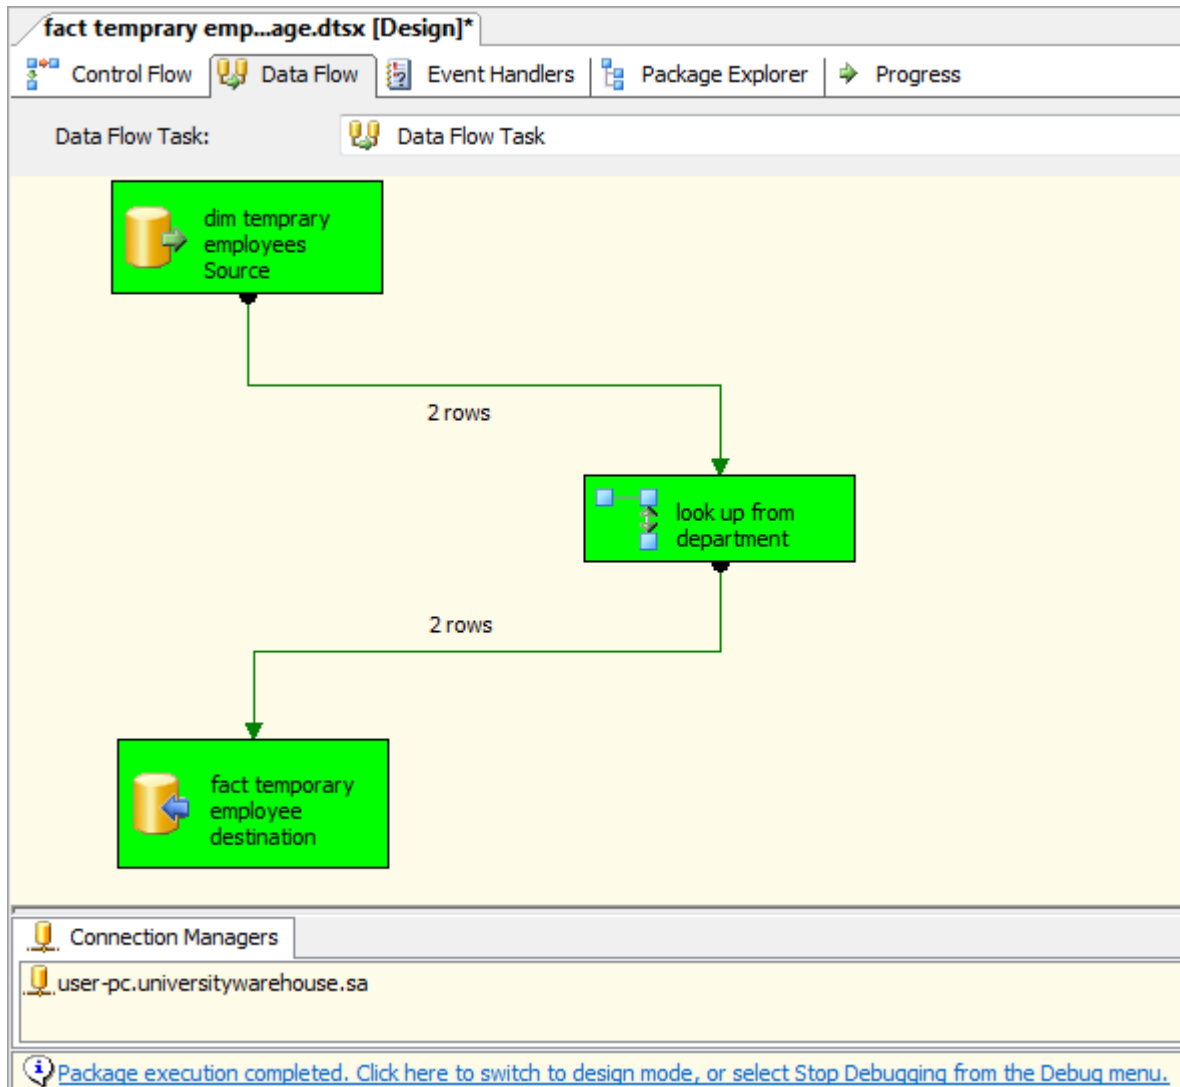 fact temprary emp...age.dtsx [Design]*
Control Flow Data Flow Event Handlers Package Explorer Progress
Data Flow Task: Data Flow Task
dim temprary
employees
Source
2 rows
look up from
department
2 rows
fact temporary
employee
destination
Connection Managers
user-pc.universitywarehouse.sa
Package execution completed. Click here to switch to design mode, or select Stop Debugging from the Debug menu.